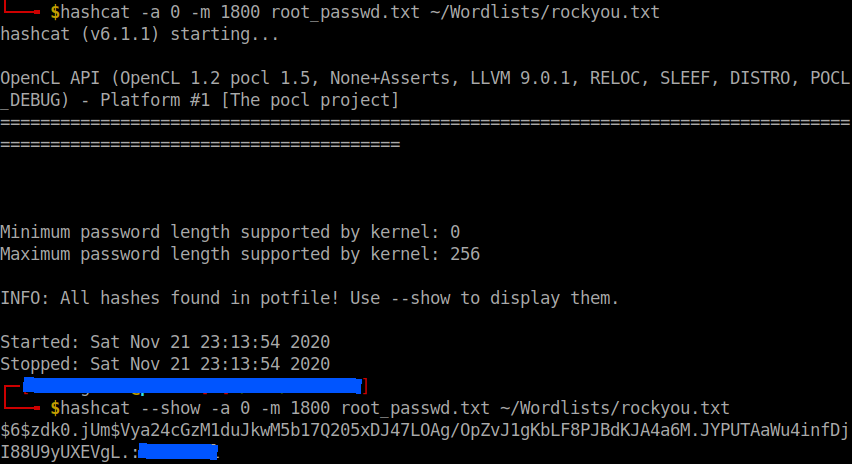 $hashcat -a 0 -m 1800 root_passwd.txt ~/Wordlists/rockyou.txt
hashcat (v6.1.1) starting...
OpenCL API (OpenCL 1.2 pocl 1.5, None+Asserts, LLVM 9.0.1, RELOC, SLEEF, DISTRO, POCL
_DEBUG) - Platform #1 [The pocl project]
=====================================================================================
========================================
Minimum password length supported by kernel: 0
Maximum password length supported by kernel: 256
INFO: All hashes found in potfile! Use --show to display them.
Started: Sat Nov 21 23:13:54 2020
Stopped: Sat Nov 21 23:13:54 2020
$hashcat --show -a 0 -m 1800 root_passwd.txt ~/Wordlists/rockyou.txt
$6$zdk0.jUm$Vya24cGzM1duJkwM5b17Q205xDJ47LOAg/OpZvJ1gKbLF8PJBdKJA4a6M.JYPUTAaWu4infDj
I88U9yUXEVgL.: